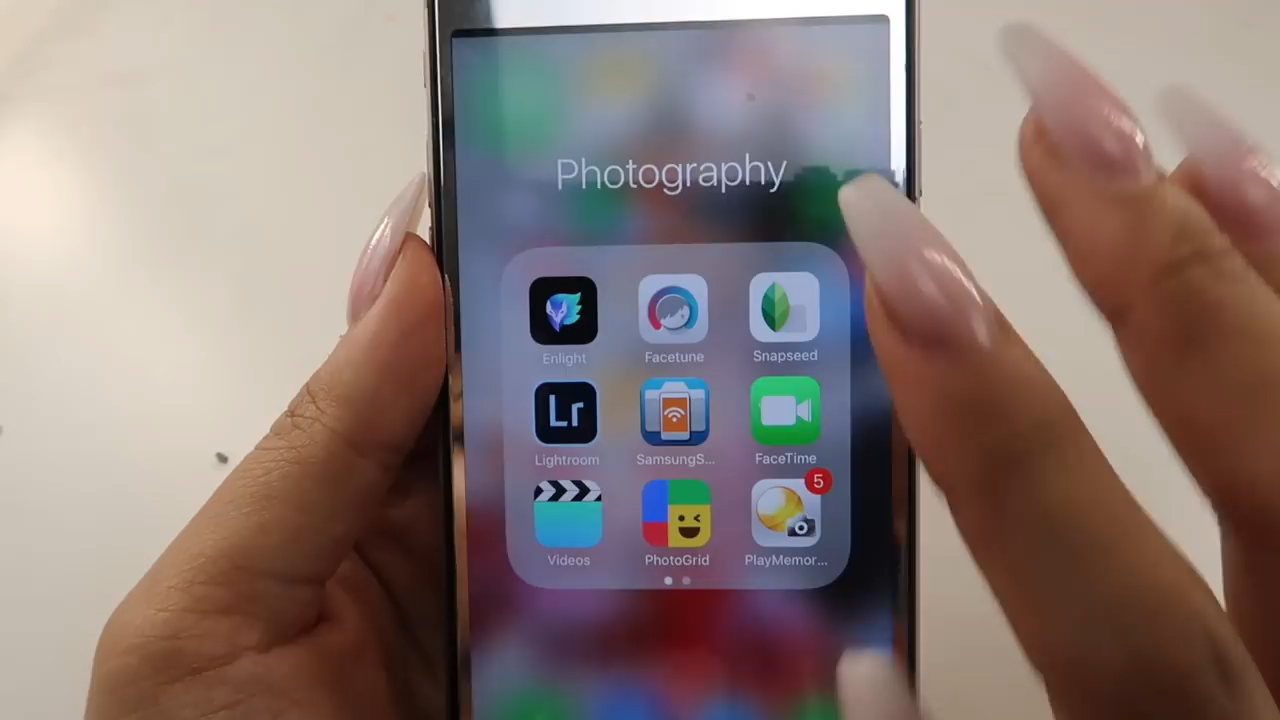 Photography
Enlight Facetune Snapseed
Lr
Lightroom SamsungS... FaceTime
5
Videos PhotoGrid PlayMemor...